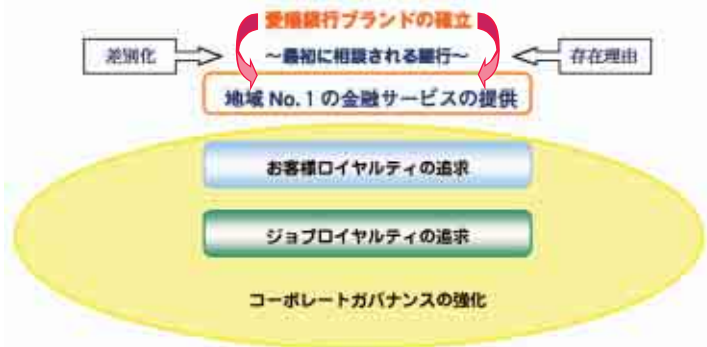 愛媛銀行ブランドの確立
差別化
~最初に相談される銀行~
存在理由
地域 No.1 の金融サービスの提供
お客様ロイヤルティの追求
ジョブロイヤルティの追求
コーポレートガバナンスの強化